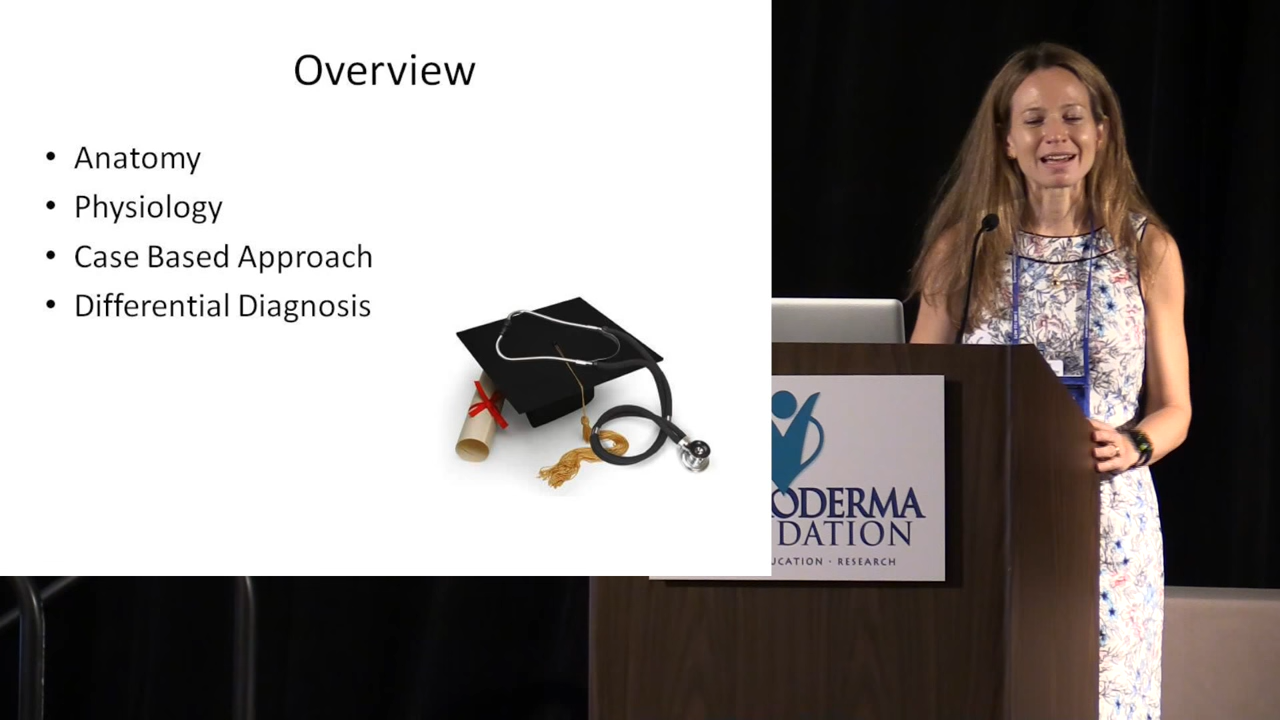 Overview
• Anatomy
• Physiology
• Case Based Approach
• Differential Diagnosis
ODERMA
DATION
UCATION · RESEARCH